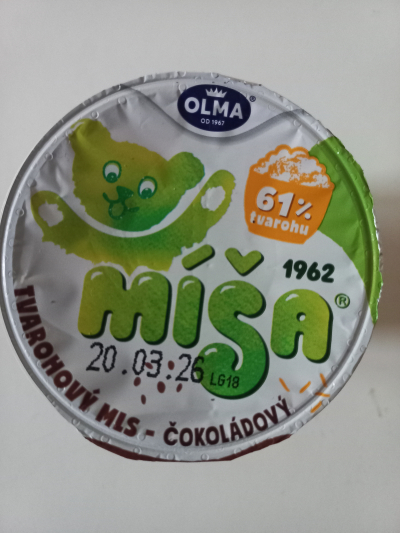 OLMA®
OD 1967
61%
tvarohu
1962
MÍŠA®
20.03:26 LG18
TVAROHOVÝ MLS - ČOKOLÁDOVÝ